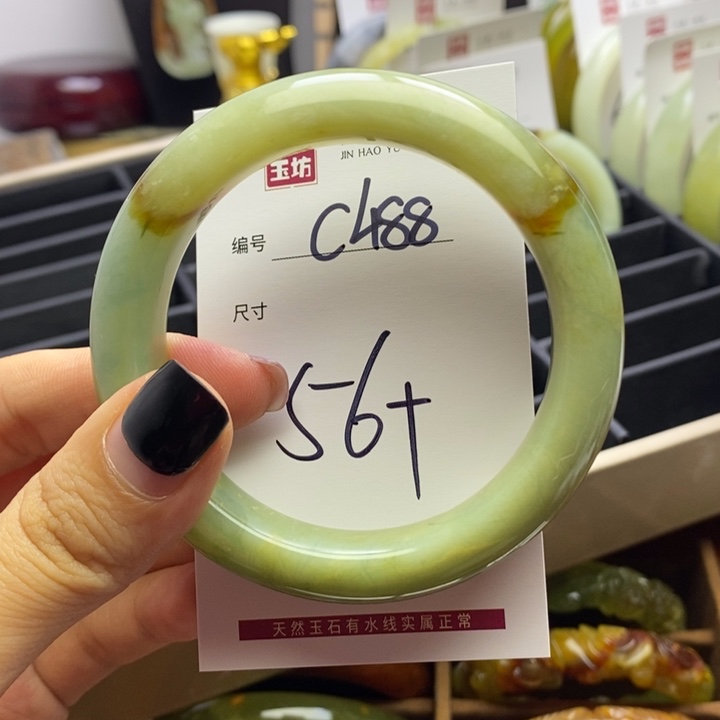 玉坊
JIN HAO YU
编号 C488
尺寸
56+
天然玉石有水线实属正常